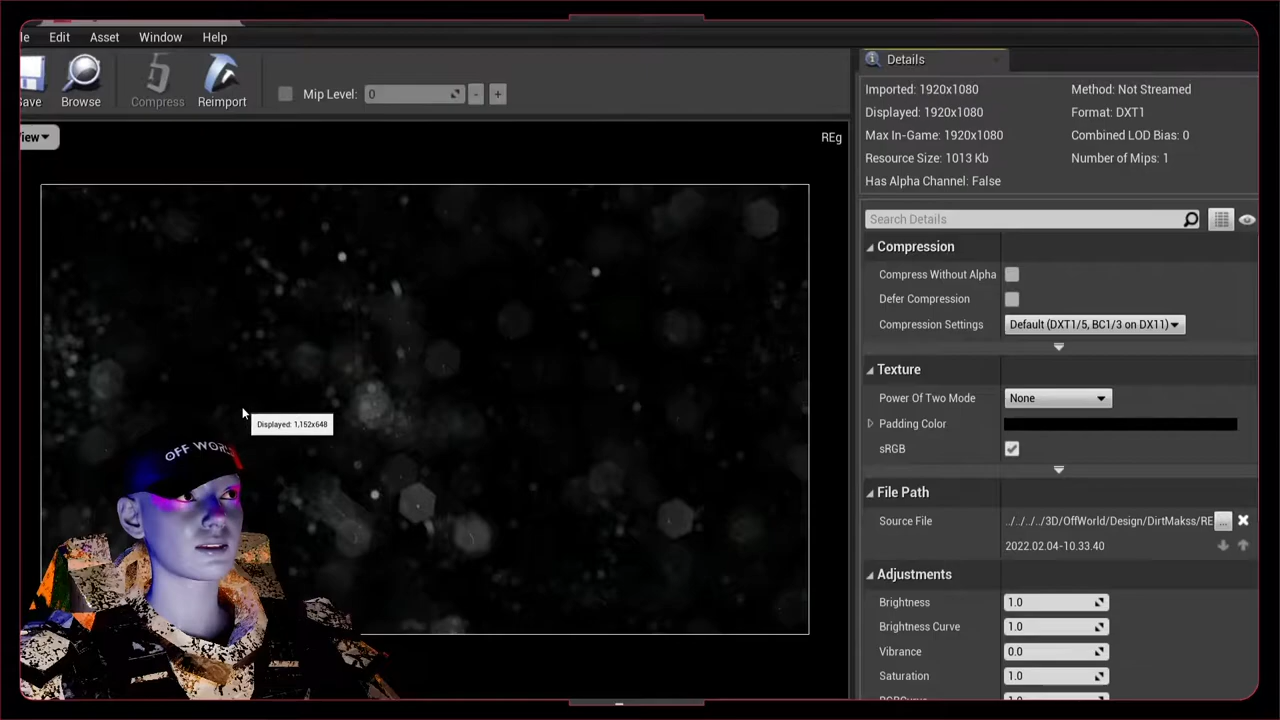 Edit Asset Window Help
Browse Compress Reimport Mip Level: 0 - +
REg
Displayed: 1,152x648
OFF WORL
Details
Imported: 1920x1080 Method: Not Streamed
Displayed: 1920x1080 Format: DXT1
Max In-Game: 1920x1080 Combined LOD Bias: 0
Resource Size: 1013 Kb Number of Mips: 1
Has Alpha Channel: False
Search Details
Compression
Compress Without Alpha
Defer Compression
Compression Settings Default (DXT1/5, BC1/3 on DX11)
Texture
Power Of Two Mode None
Padding Color
sRGB
File Path
Source File ../../../../3D/OffWorld/Design/DirtMakss/RE ...
2022.02.04-10.33.40
Adjustments
Brightness 1.0
Brightness Curve 1.0
Vibrance 0.0
Saturation 1.0